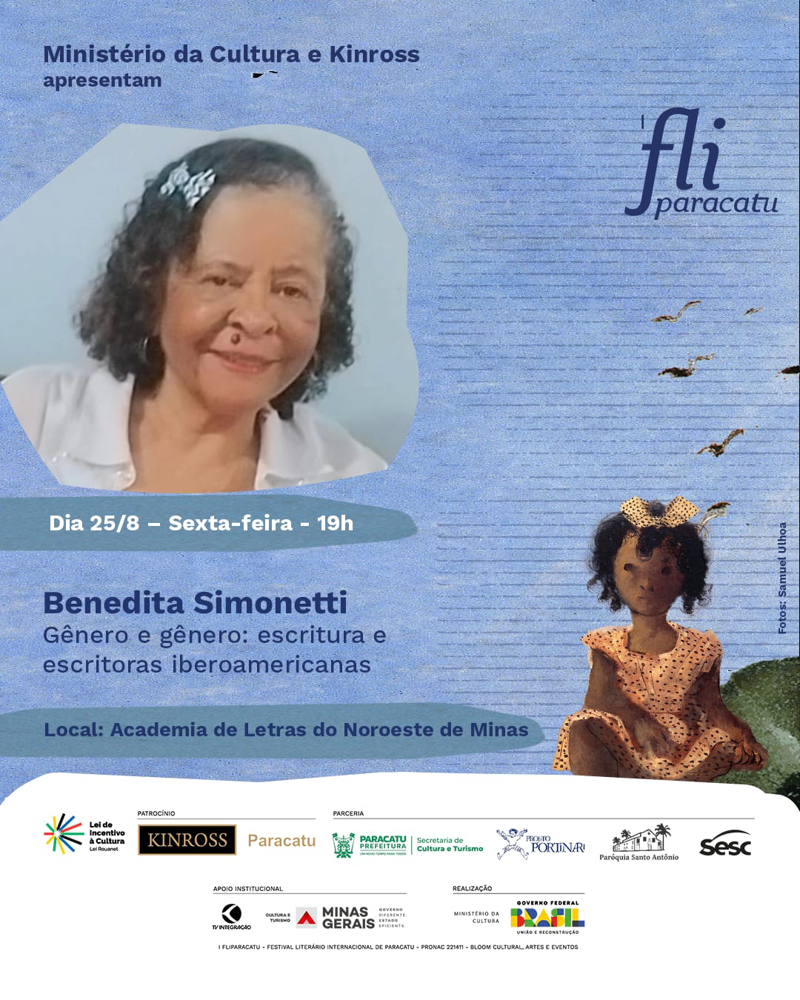 Ministério da Cultura e Kinross
apresentam
I
fli
paracatu
Dia 25/8 – Sexta-feira - 19h
Benedita Simonetti
Gênero e gênero: escritura e
escritoras iberoamericanas
Local: Academia de Letras do Noroeste de Minas
Fotos: Samuel Ulhoa
Lei de
Incentivo
à Cultura
Lei Rouanet
PATROCÍNIO
KINROSS
Paracatu
PARCERIA
PARACATU
PREFEITURA
UM NOVO TEMPO PARA TODOS
Secretaria de
Cultura e Turismo
PROJETO
PORTINARI
Paróquia Santo Antônio
Sesc
APOIO INSTITUCIONAL
TV INTEGRAÇÃO
CULTURA E
TURISMO
MINAS
GERAIS
GOVERNO
DIFERENTE.
ESTADO
EFICIENTE.
REALIZAÇÃO
MINISTÉRIO DA
CULTURA
GOVERNO FEDERAL
BRASIL
UNIÃO E RECONSTRUÇÃO
I FLIPARACATU - FESTIVAL LITERÁRIO INTERNACIONAL DE PARACATU - PRONAC 221411 - BLOOM CULTURAL, ARTES E EVENTOS